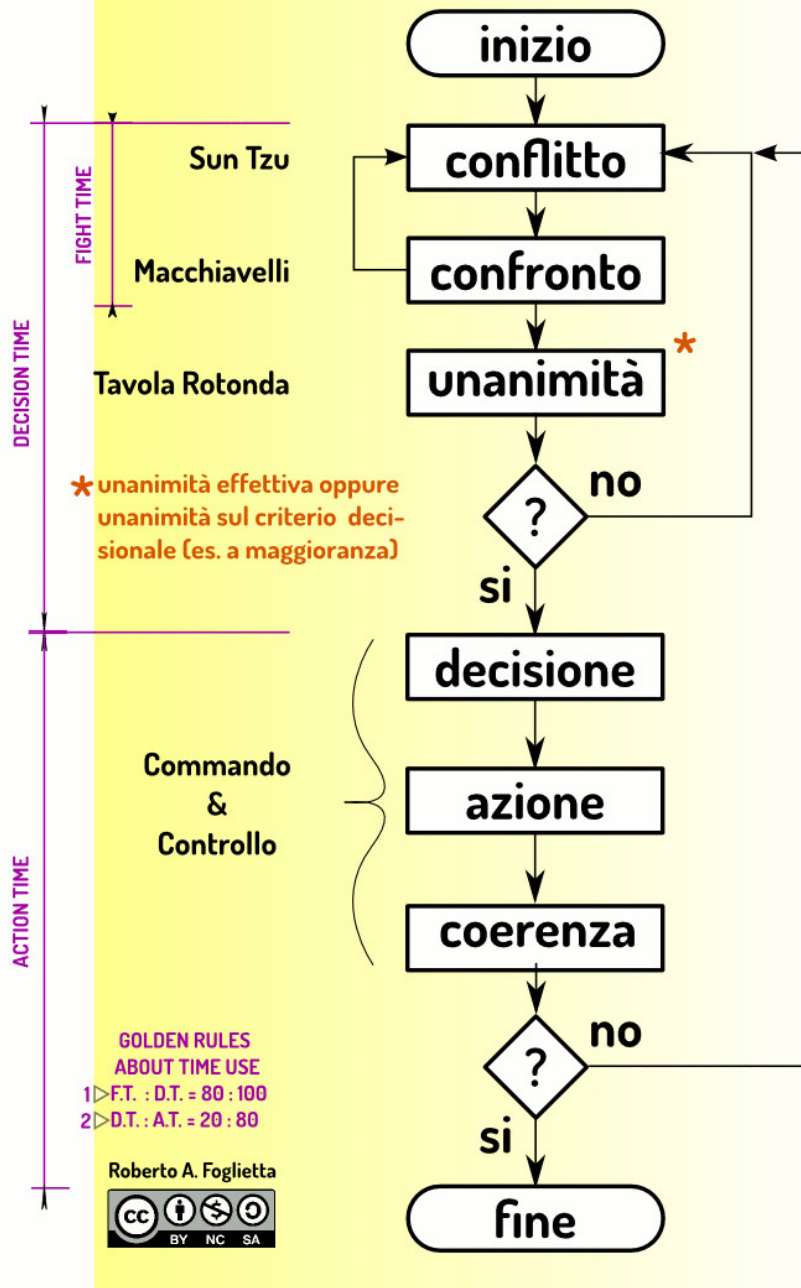 inizio
Sun Tzu
conflitto
FIGHT TIME
Macchiavelli
confronto
DECISION TIME
Tavola Rotonda
unanimità
*
* unanimità effettiva oppure
unanimità sul criterio deci-
sionale (es. a maggioranza)
no
?
si
decisione
Commando
&
Controllo
azione
ACTION TIME
coerenza
no
?
si
GOLDEN RULES
ABOUT TIME USE
1 F.T. : D.T. = 80 : 100
2 D.T. : A.T. = 20 : 80
Roberto A. Foglietta
cc
BY NC SA
fine